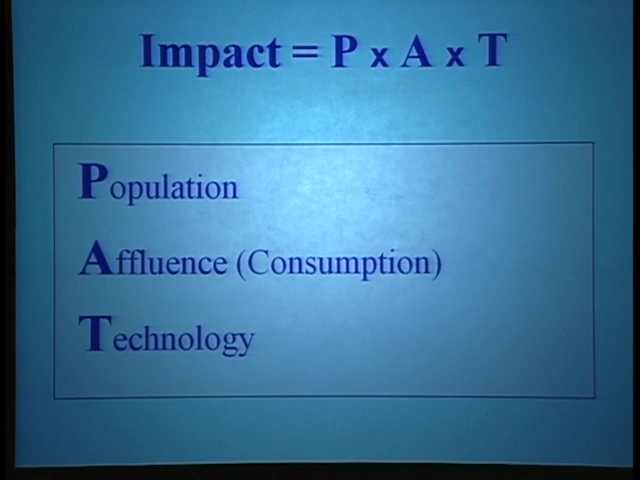 Impact = P x A x T
Population
Affluence (Consumption)
Technology